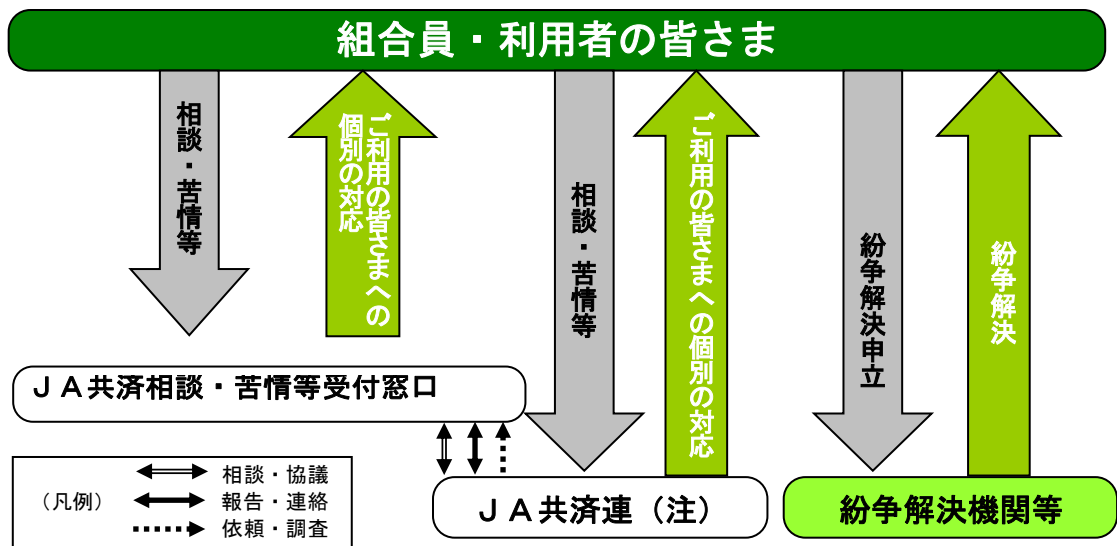 組合員・利用者の皆さま
相談・苦情等
ご利用の皆さまへの
個別の対応
相談・苦情等
ご利用の皆さまへの個別の対応
紛争解決申立
紛争解決
ＪＡ共済相談・苦情等受付窓口
ＪＡ共済連（注）
紛争解決機関等
（凡例）
相談・協議
報告・連絡
依頼・調査